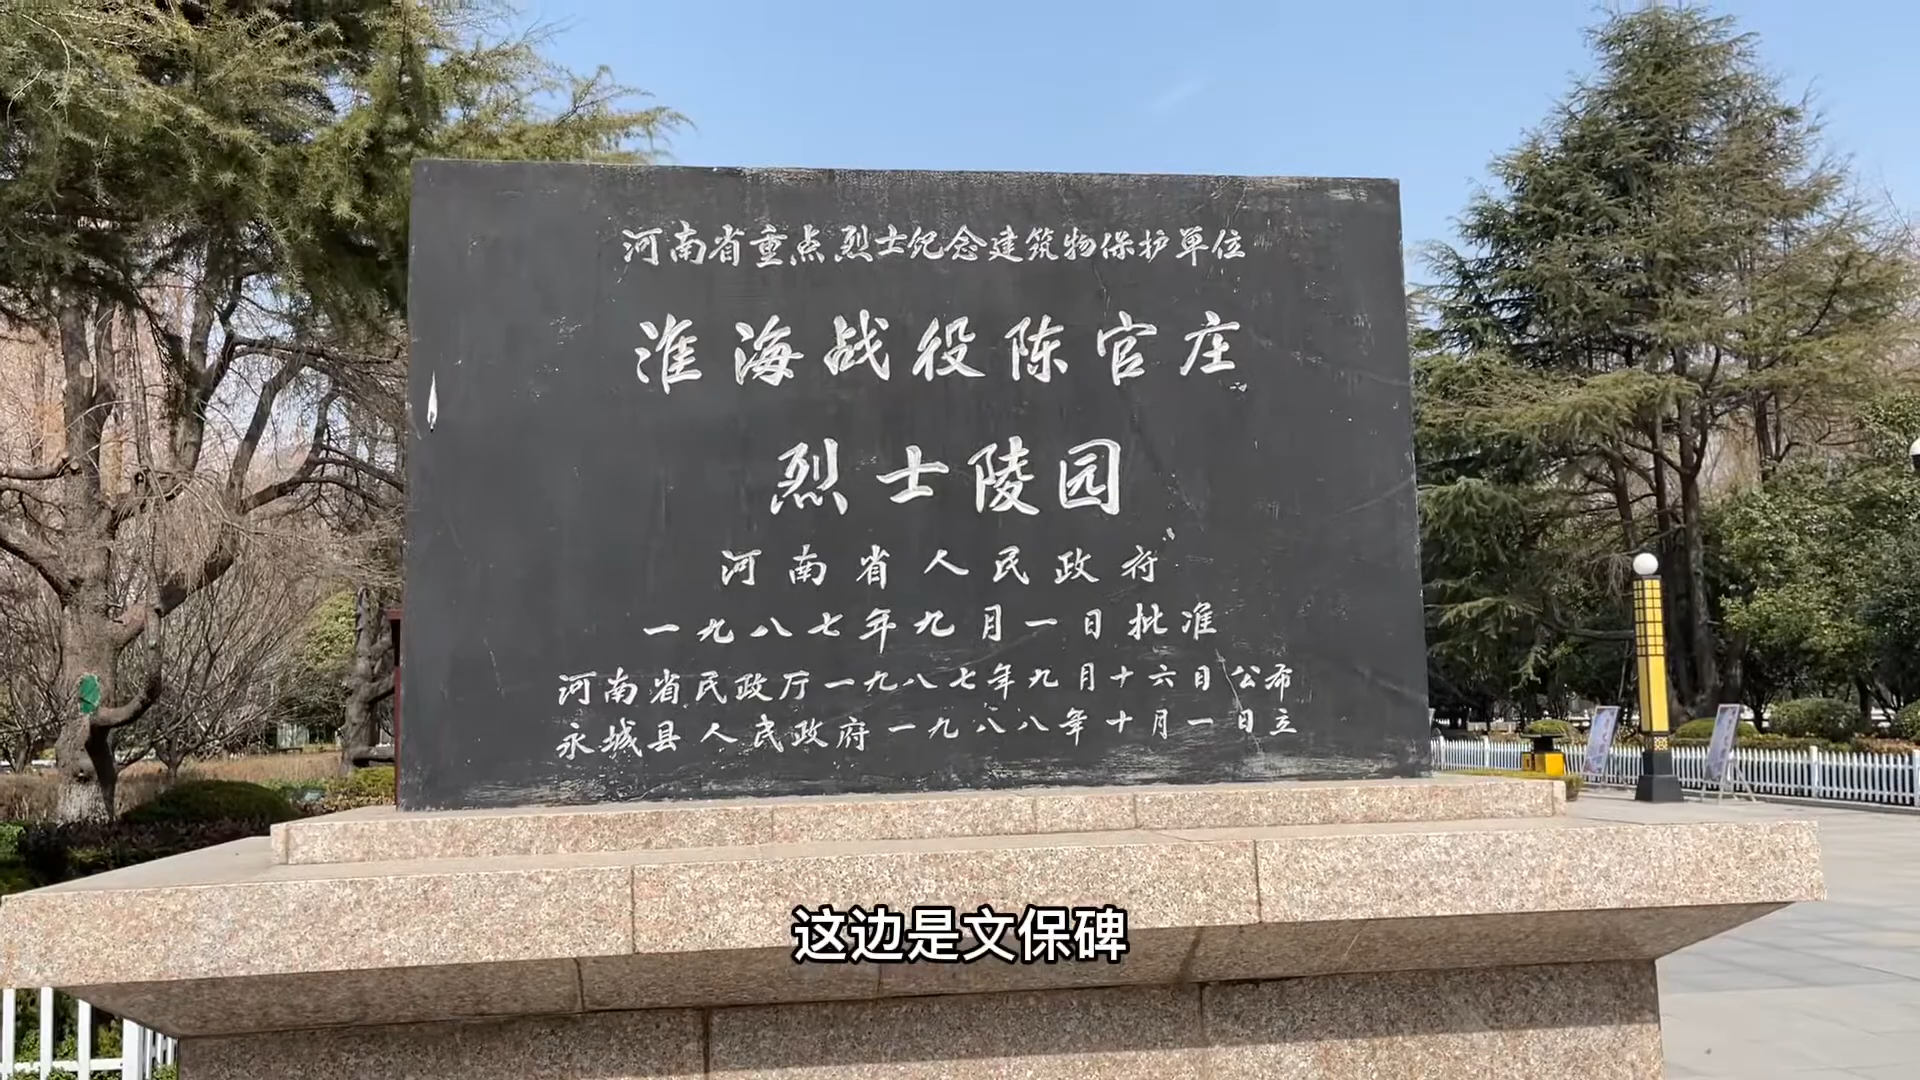 河南省重点烈士纪念建筑物保护单位
淮海战役陈官庄
烈士陵园
河南省人民政府
一九八七年九月一日批准
河南省民政厅一九八七年九月十六日公布
永城县人民政府一九八八年十月一日立
这边是文保碑